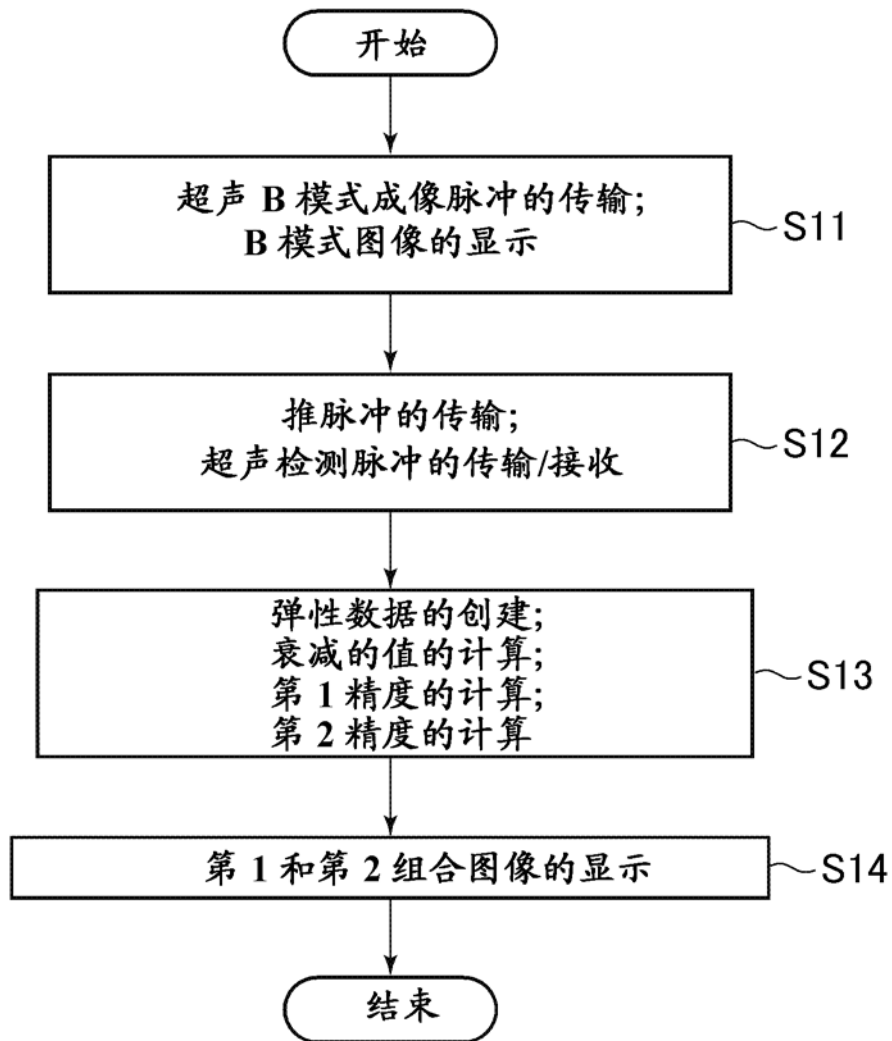 开始
超声 B 模式成像脉冲的传输;
B 模式图像的显示
S11
推脉冲的传输;
超声检测脉冲的传输/接收
S12
弹性数据的创建;
衰减的值的计算;
第 1 精度的计算;
第 2 精度的计算
S13
第 1 和第 2 组合图像的显示
S14
结束